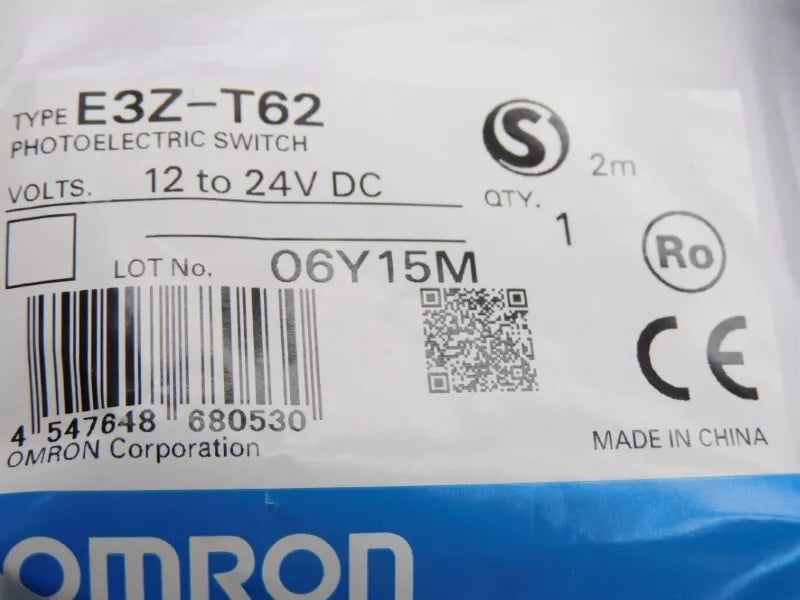 TYPE E3Z-T62
PHOTOELECTRIC SWITCH
VOLTS. 12 to 24V DC
S 2m
QTY. 1
LOT No. 06Y15M
Ro
CE
4 547648 680530
OMRON Corporation
MADE IN CHINA
OMRON